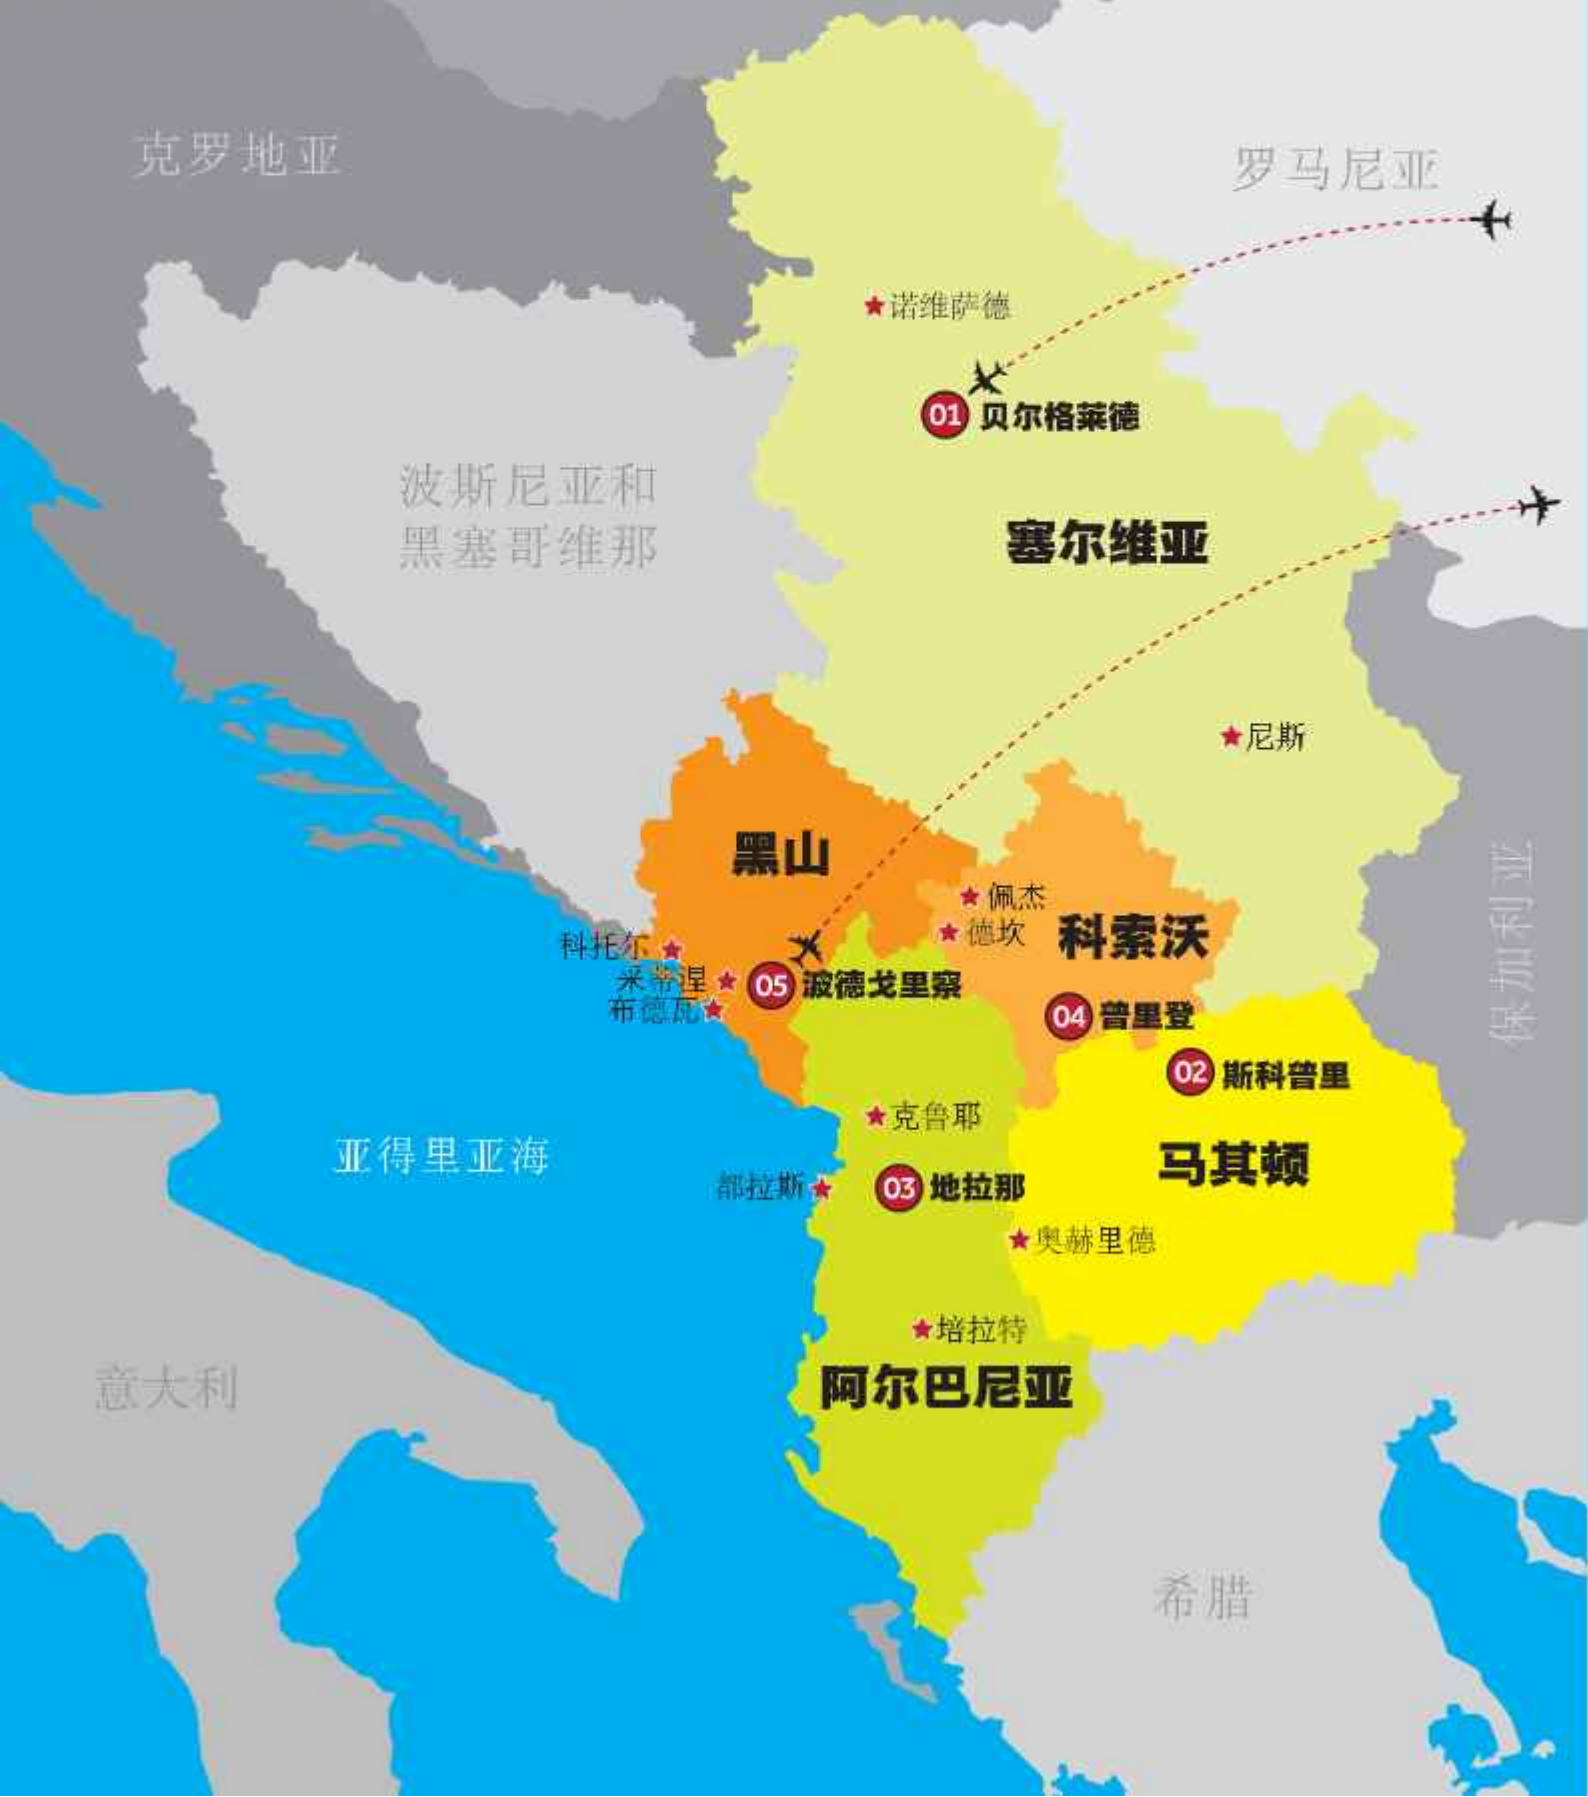 克罗地亚
罗马尼亚
诺维萨德
01 贝尔格莱德
波斯尼亚和
黑塞哥维那
塞尔维亚
尼斯
黑山
佩杰
德坎
科索沃
科托尔
采蒂涅
布德瓦
05 波德戈里察
04 普里登
02 斯科普里
保加利亚
克鲁耶
亚得里亚海
马其顿
都拉斯
03 地拉那
奥赫里德
培拉特
意大利
阿尔巴尼亚
希腊